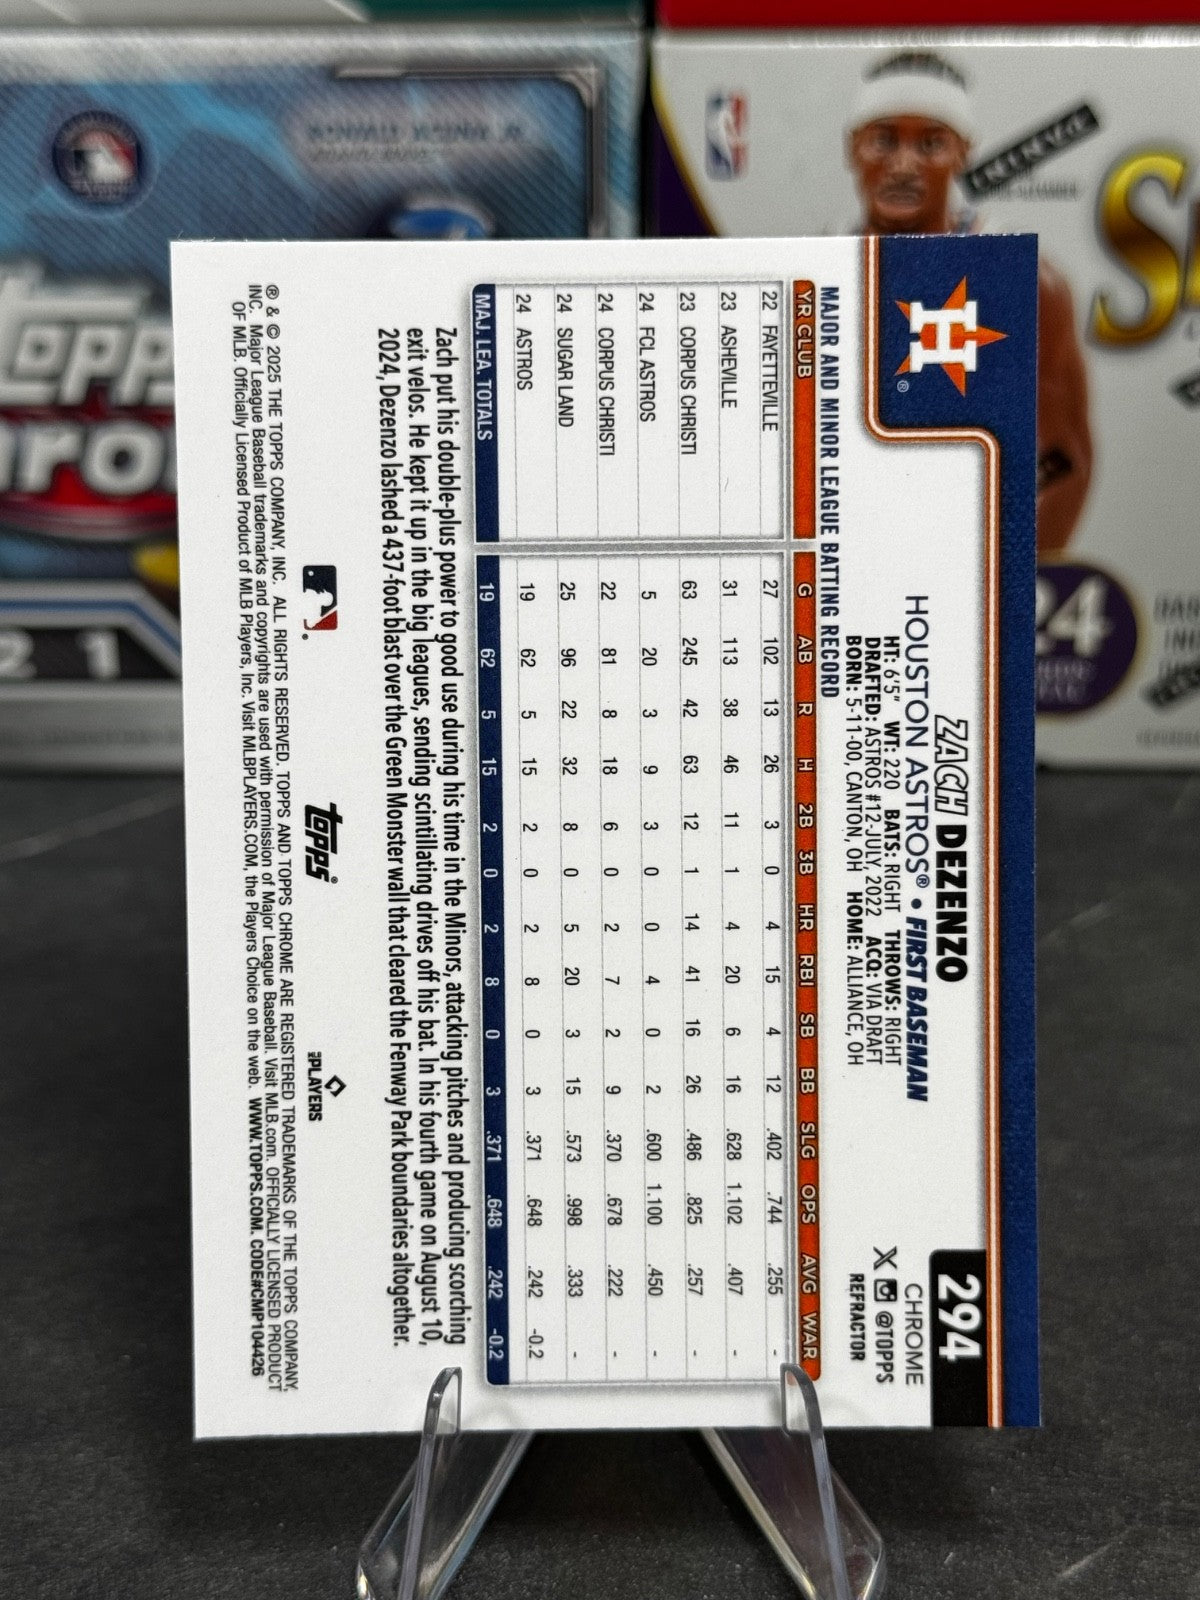 294
CHROME
@TOPPS
REFRACTOR
ZACH DEZENZO
HOUSTON ASTROS® • FIRST BASEMAN
HT: 6'5" WT: 220 BATS: RIGHT THROWS: RIGHT
DRAFTED: ASTROS #12-JULY, 2022 ACQ: VIA DRAFT
BORN: 5-11-00, CANTON, OH HOME: ALLIANCE, OH
H®
MAJOR AND MINOR LEAGUE BATTING RECORD
YR CLUB G AB R H 2B 3B HR RBI SB BB SLG OPS AVG WAR
22 FAYETTEVILLE 27 102 13 26 3 0 4 15 4 12 .402 .744 .255 -
23 ASHEVILLE 31 113 38 46 11 1 4 20 6 16 .628 1.102 .407 -
23 CORPUS CHRISTI 63 245 42 63 12 1 14 41 16 26 .486 .825 .257 -
24 FCL ASTROS 5 20 3 9 3 0 0 4 0 2 .600 1.100 .450 -
24 CORPUS CHRISTI 22 81 8 18 6 0 2 7 2 9 .370 .678 .222 -
24 SUGAR LAND 25 96 22 32 8 0 5 20 3 15 .573 .998 .333 -
24 ASTROS 19 62 5 15 2 0 2 8 0 3 .371 .648 .242 -0.2
MAJ. LEA. TOTALS 19 62 5 15 2 0 2 8 0 3 .371 .648 .242 -0.2
Zach put his double-plus power to good use during his time in the Minors, attacking pitches and producing scorching
exit velos. He kept it up in the big leagues, sending scintillating drives off his bat. In his fourth game on August 10,
2024, Dezenzo lashed a 437-foot blast over the Green Monster wall that cleared the Fenway Park boundaries altogether.
topps®
PLAYERS
® & © 2025 THE TOPPS COMPANY, INC. ALL RIGHTS RESERVED. TOPPS AND TOPPS CHROME ARE REGISTERED TRADEMARKS OF THE TOPPS COMPANY,
INC. Major League Baseball trademarks and copyrights are used with permission of Major League Baseball. Visit MLB.com. OFFICIALLY LICENSED PRODUCT
OF MLB. Officially Licensed Product of MLB Players, Inc. Visit MLBPLAYERS.COM, the Players Choice on the web. WWW.TOPPS.COM. CODE#CMP104426